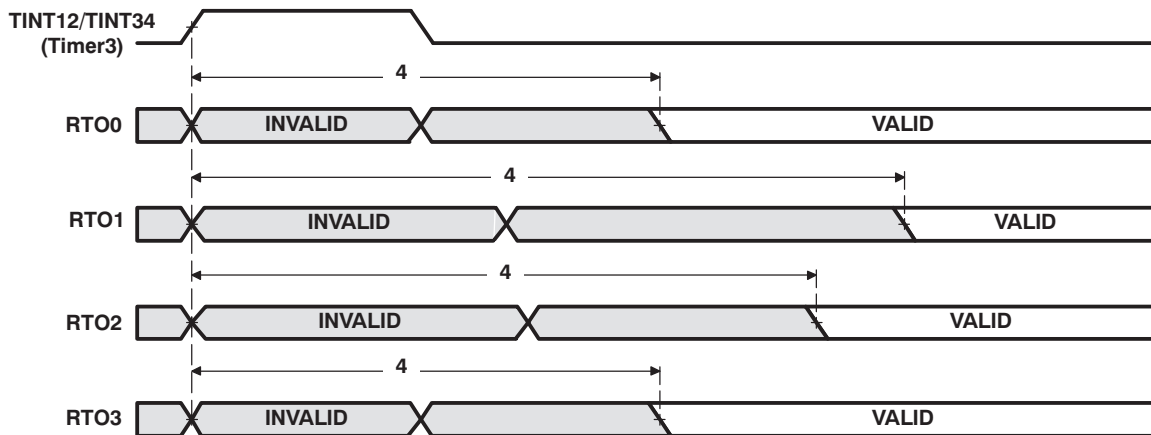 TINT12/TINT34
(Timer3)
4
RTO0 INVALID VALID
4
RTO1 INVALID VALID
4
RTO2 INVALID VALID
4
RTO3 INVALID VALID